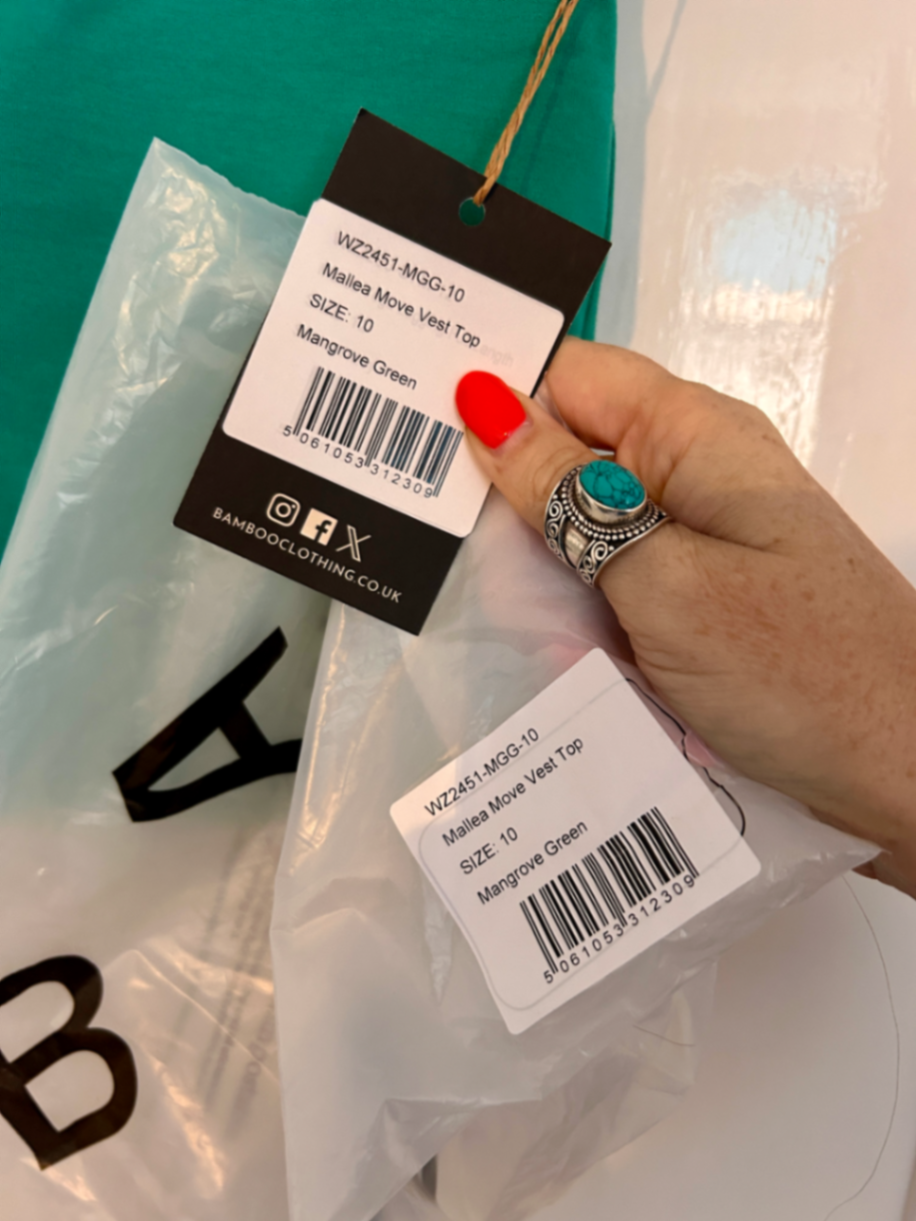 WZ2451-MGG-10
Mallea Move Vest Top
SIZE: 10
Mangrove Green
5 061053 312309
BAMBOOCLOTHING.CO.UK
WZ2451-MGG-10
Mallea Move Vest Top
SIZE: 10
Mangrove Green
5 061053 312309
B A